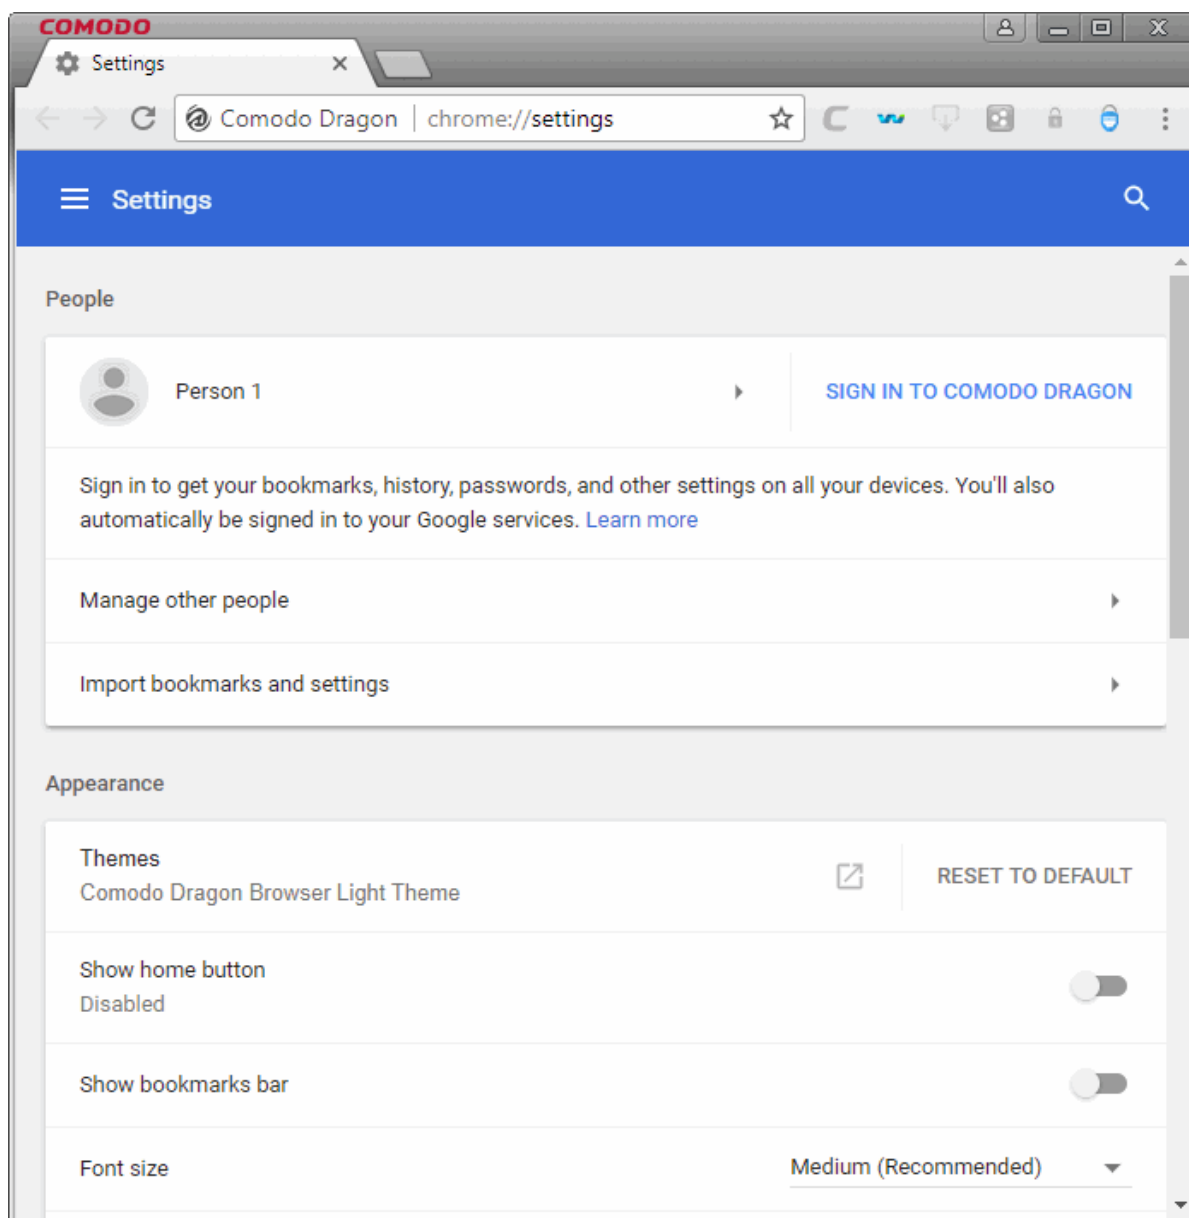 COMODO
Settings
Comodo Dragon | chrome://settings
Settings
People
Person 1
SIGN IN TO COMODO DRAGON
Sign in to get your bookmarks, history, passwords, and other settings on all your devices. You'll also
automatically be signed in to your Google services. Learn more
Manage other people
Import bookmarks and settings
Appearance
Themes
Comodo Dragon Browser Light Theme
RESET TO DEFAULT
Show home button
Disabled
Show bookmarks bar
Font size
Medium (Recommended)